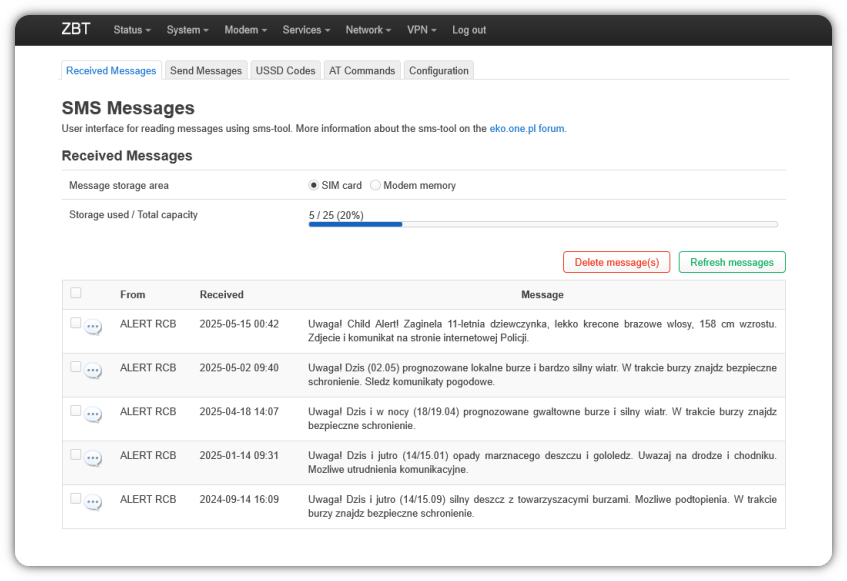 ZBT Status System Modem Services Network VPN Log out
Received Messages Send Messages USSD Codes AT Commands Configuration
SMS Messages
User interface for reading messages using sms-tool. More information about the sms-tool on the eko.one.pl forum.
Received Messages
Message storage area SIM card Modem memory
Storage used / Total capacity 5 / 25 (20%)
Delete message(s) Refresh messages
From Received Message
ALERT RCB 2025-05-15 00:42 Uwaga! Child Alert! Zaginela 11-letnia dziewczynka, lekko krecone brazowe wlosy, 158 cm wzrostu.
Zdjecie i komunikat na stronie internetowej Policji.
ALERT RCB 2025-05-02 09:40 Uwaga! Dzis (02.05) prognozowane lokalne burze i bardzo silny wiatr. W trakcie burzy znajdz bezpieczne
schronienie. Sledz komunikaty pogodowe.
ALERT RCB 2025-04-18 14:07 Uwaga! Dzis i w nocy (18/19.04) prognozowane gwaltowne burze i silny wiatr. W trakcie burzy znajdz
bezpieczne schronienie.
ALERT RCB 2025-01-14 09:31 Uwaga! Dzis i jutro (14/15.01) opady marznacego deszczu i gololedz. Uwazaj na drodze i chodniku.
Mozliwe utrudnienia komunikacyjne.
ALERT RCB 2024-09-14 16:09 Uwaga! Dzis i jutro (14/15.09) silny deszcz z towarzyszacymi burzami. Mozliwe podtopienia. W trakcie
burzy znajdz bezpieczne schronienie.